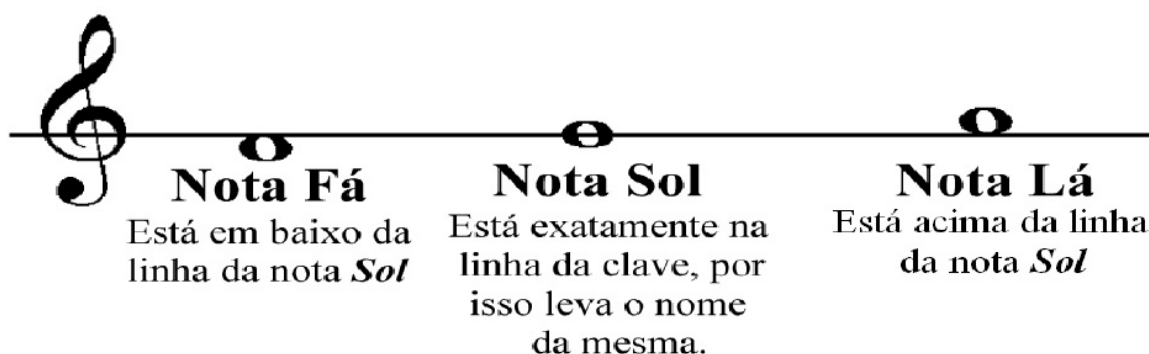 Nota Fá
Está em baixo da
linha da nota Sol
Nota Sol
Está exatamente na
linha da clave, por
isso leva o nome
da mesma.
Nota Lá
Está acima da linha
da nota Sol